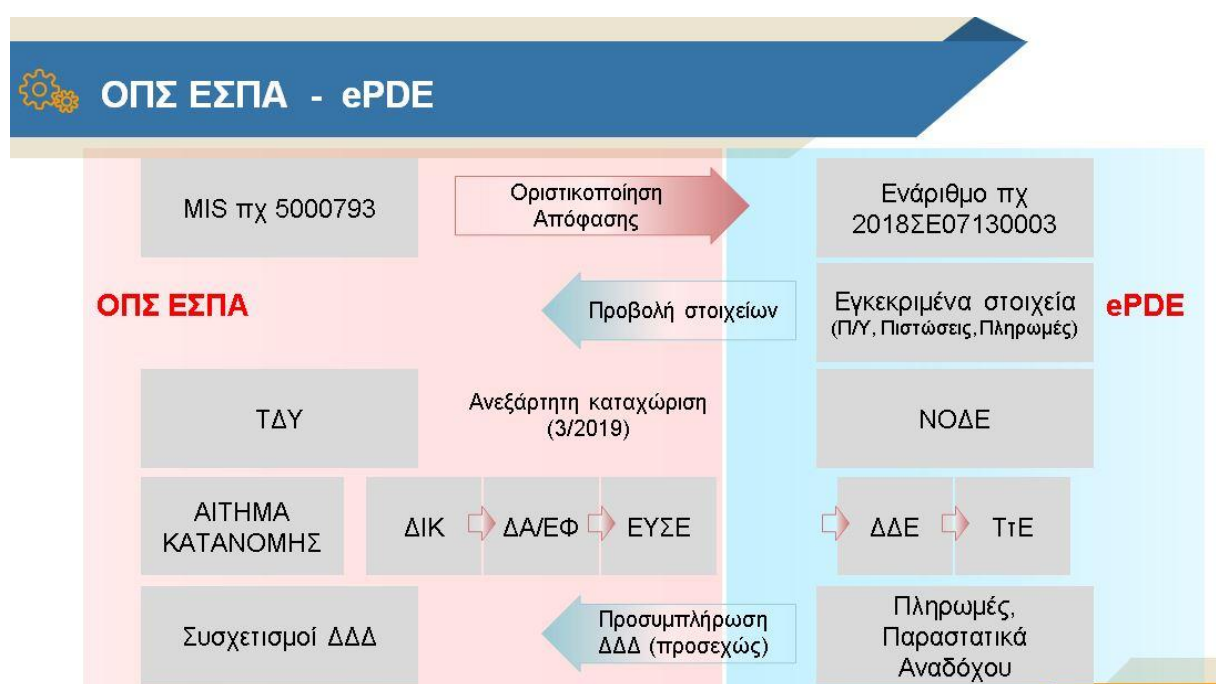 ΟΠΣ ΕΣΠΑ - ePDE
MIS πχ 5000793
Οριστικοποίηση
Απόφασης
Ενάριθμο πχ
2018ΣΕ07130003
ΟΠΣ ΕΣΠΑ
Προβολή στοιχείων
Εγκεκριμένα στοιχεία
(Π/Υ, Πιστώσεις, Πληρωμές)
ePDE
ΤΔΥ
Ανεξάρτητη καταχώριση
(3/2019)
ΝΟΔΕ
ΑΙΤΗΜΑ
ΚΑΤΑΝΟΜΗΣ
ΔΙΚ
ΔΑ/ΕΦ
ΕΥΣΕ
ΔΔΕ
ΤτΕ
Συσχετισμοί ΔΔΔ
Προσυμπλήρωση
ΔΔΔ (προσεχώς)
Πληρωμές,
Παραστατικά
Αναδόχου